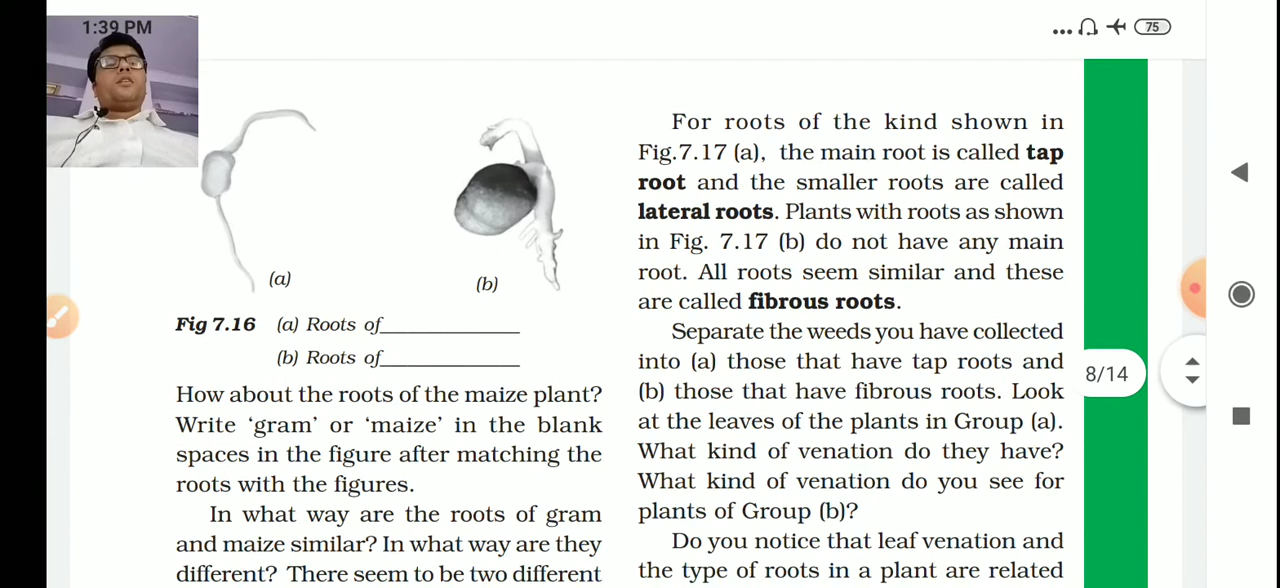 1:39 PM
75
(a)
(b)
Fig 7.16 (a) Roots of______________
(b) Roots of______________
How about the roots of the maize plant?
Write ‘gram’ or ‘maize’ in the blank
spaces in the figure after matching the
roots with the figures.
In what way are the roots of gram
and maize similar? In what way are they
different? There seem to be two different
For roots of the kind shown in
Fig.7.17 (a), the main root is called tap
root and the smaller roots are called
lateral roots. Plants with roots as shown
in Fig. 7.17 (b) do not have any main
root. All roots seem similar and these
are called fibrous roots.
Separate the weeds you have collected
into (a) those that have tap roots and
(b) those that have fibrous roots. Look
at the leaves of the plants in Group (a).
What kind of venation do they have?
What kind of venation do you see for
plants of Group (b)?
Do you notice that leaf venation and
the type of roots in a plant are related
8/14